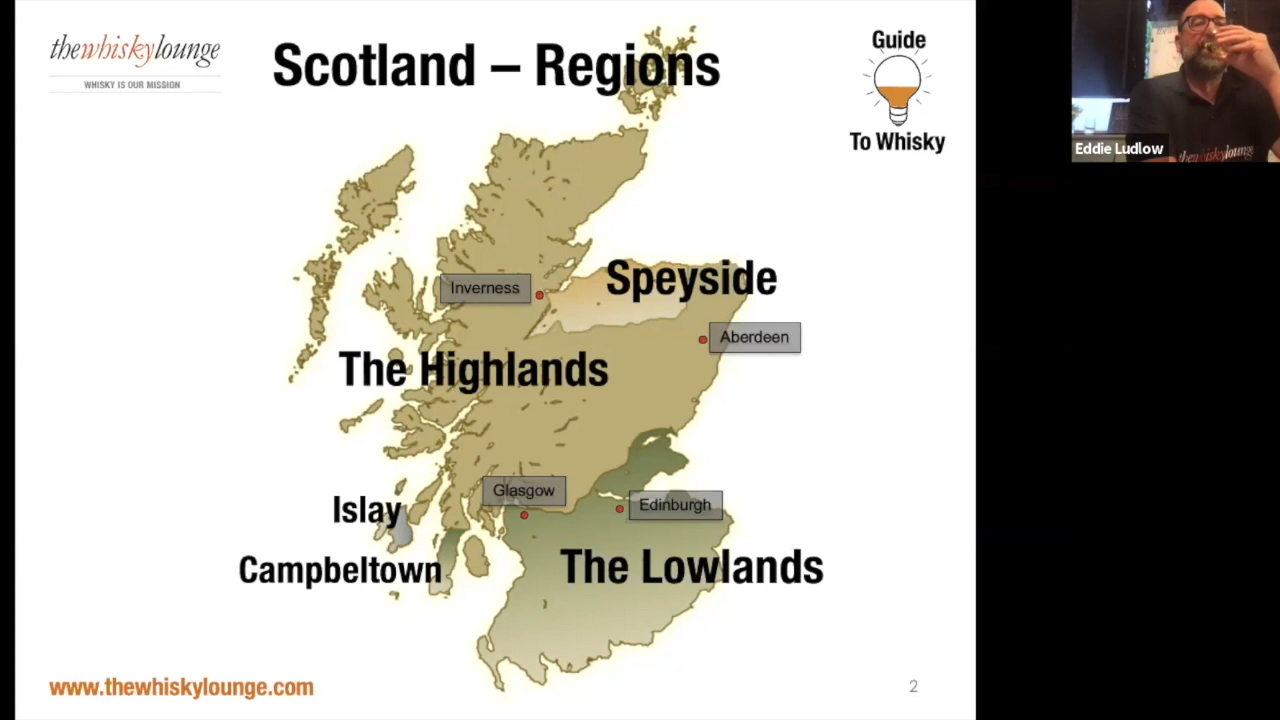 thewhiskylounge
WHISKY IS OUR MISSION
Scotland – Regions
Guide
To Whisky
Eddie Ludlow
thewhiskylounge
Speyside
Inverness
Aberdeen
The Highlands
Glasgow
Edinburgh
Islay
Campbeltown
The Lowlands
www.thewhiskylounge.com
2